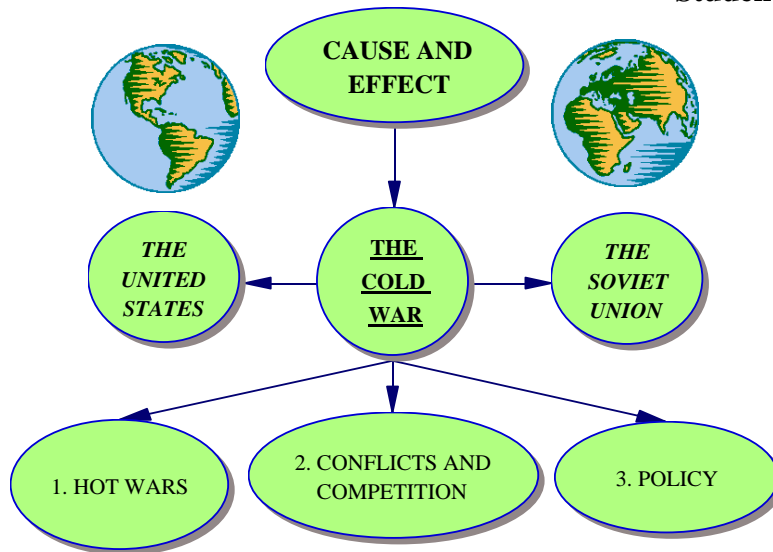 CAUSE AND
EFFECT
THE
UNITED
STATES
THE
COLD
WAR
THE
SOVIET
UNION
1. HOT WARS
2. CONFLICTS AND
COMPETITION
3. POLICY